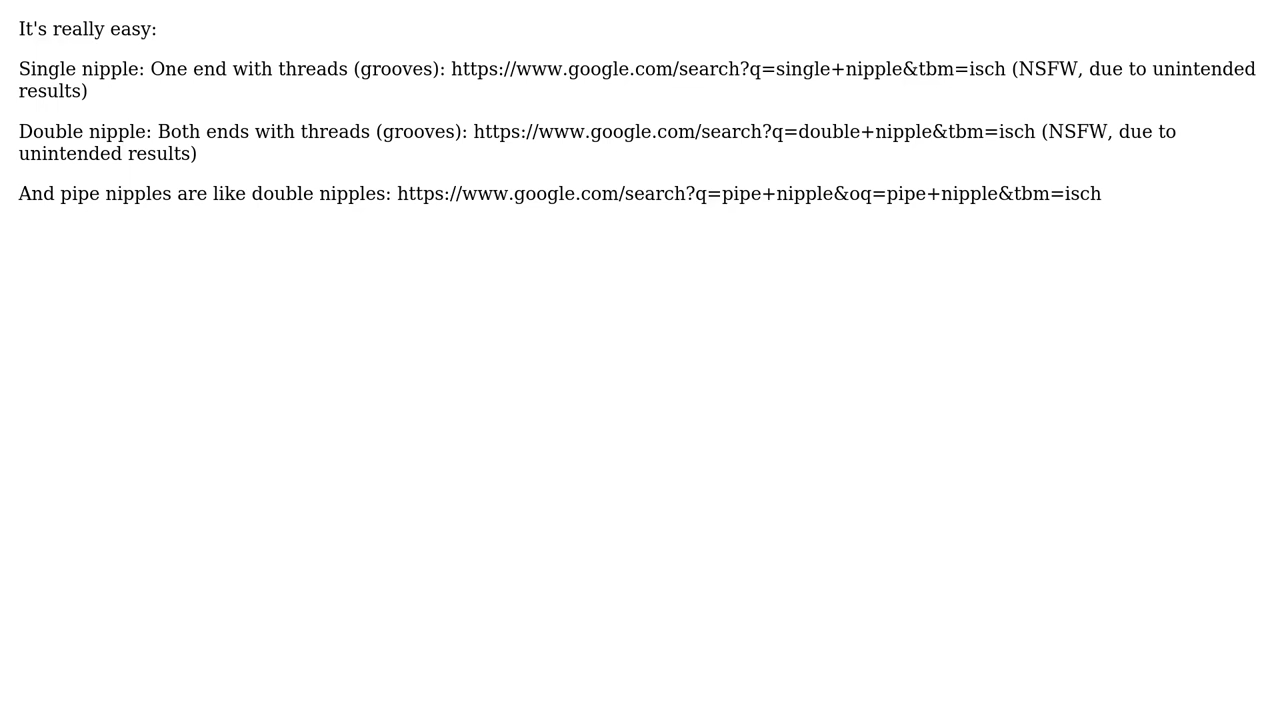 It's really easy:
Single nipple: One end with threads (grooves): https://www.google.com/search?q=single+nipple&tbm=isch (NSFW, due to unintended
results)
Double nipple: Both ends with threads (grooves): https://www.google.com/search?q=double+nipple&tbm=isch (NSFW, due to
unintended results)
And pipe nipples are like double nipples: https://www.google.com/search?q=pipe+nipple&oq=pipe+nipple&tbm=isch